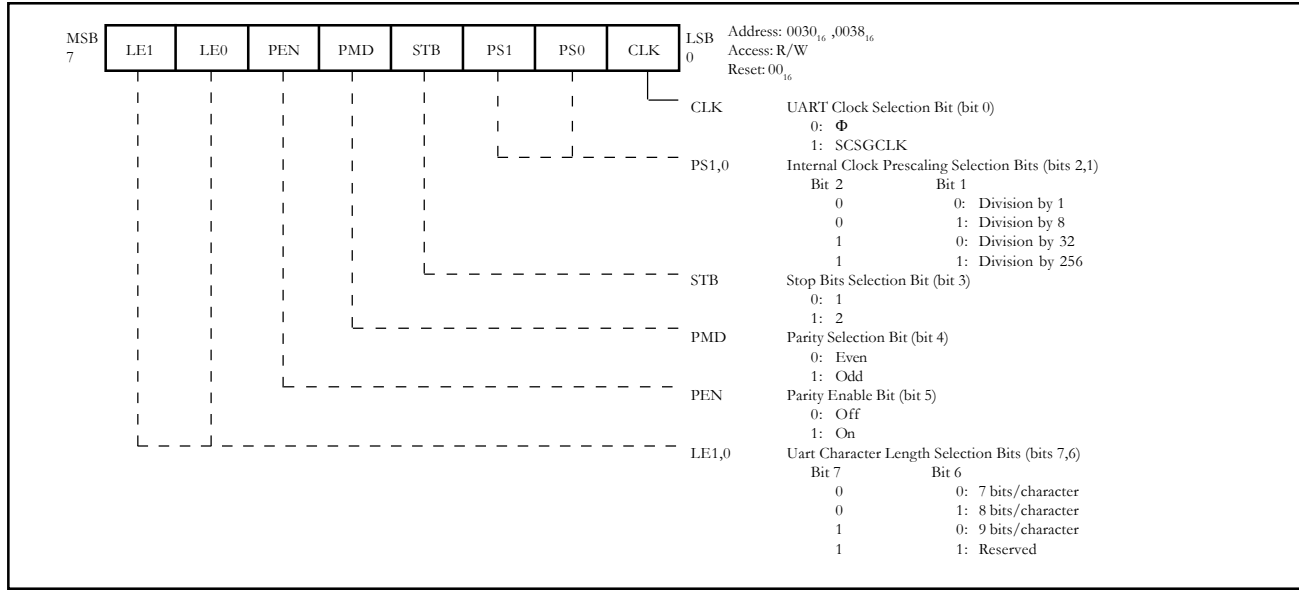 MSB
7
LE1 LE0 PEN PMD STB PS1 PS0 CLK
LSB
0
Address: 0030₁₆ ,0038₁₆
Access: R/W
Reset: 00₁₆
CLK UART Clock Selection Bit (bit 0)
0: Φ
1: SCSGCLK
PS1,0 Internal Clock Prescaling Selection Bits (bits 2,1)
Bit 2 Bit 1
0 0: Division by 1
0 1: Division by 8
1 0: Division by 32
1 1: Division by 256
STB Stop Bits Selection Bit (bit 3)
0: 1
1: 2
PMD Parity Selection Bit (bit 4)
0: Even
1: Odd
PEN Parity Enable Bit (bit 5)
0: Off
1: On
LE1,0 Uart Character Length Selection Bits (bits 7,6)
Bit 7 Bit 6
0 0: 7 bits/character
0 1: 8 bits/character
1 0: 9 bits/character
1 1: Reserved